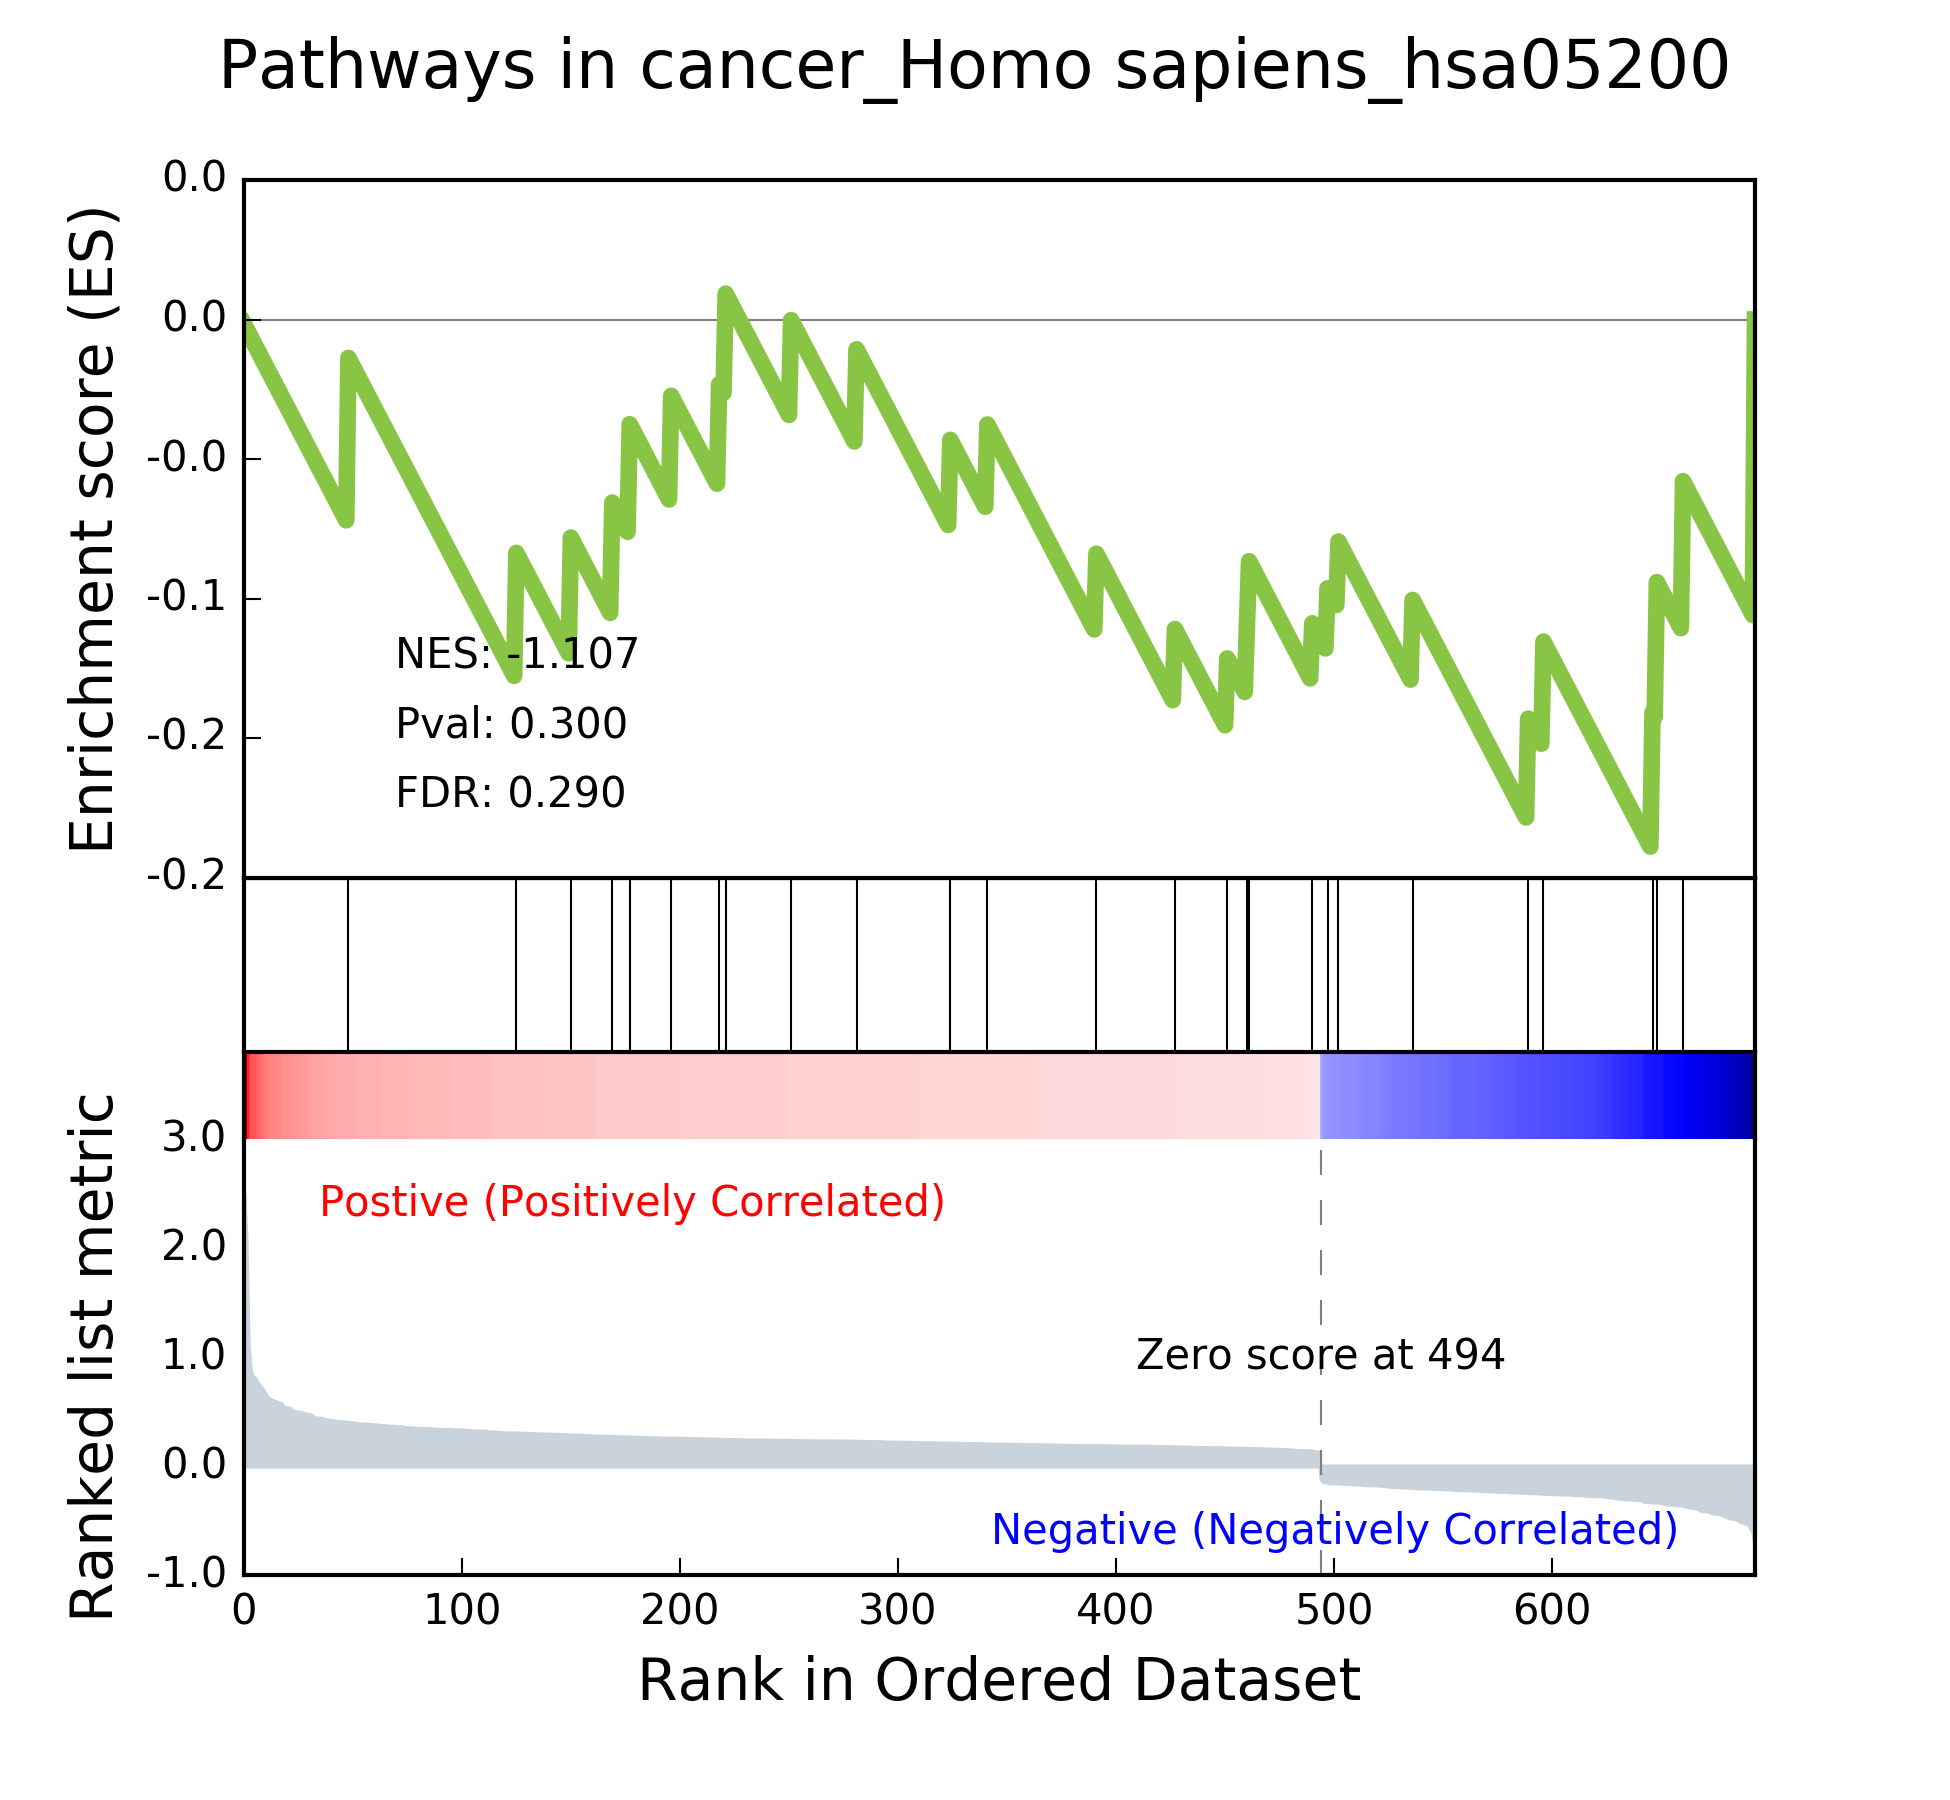 Pathways in cancer_Homo sapiens_hsa05200
Enrichment score (ES)
0.0
0.0
-0.0
-0.1
-0.2
-0.2
NES: -1.107
Pval: 0.300
FDR: 0.290
Ranked list metric
3.0
2.0
1.0
0.0
-1.0
Postive (Positively Correlated)
Zero score at 494
Negative (Negatively Correlated)
0 100 200 300 400 500 600
Rank in Ordered Dataset